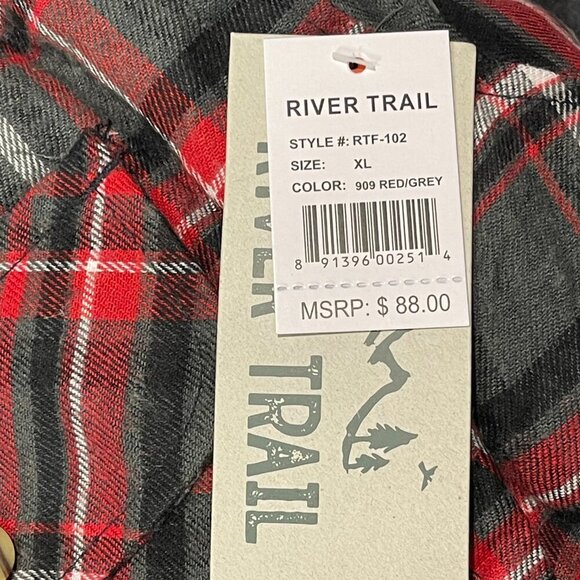 RIVER TRAIL
STYLE #: RTF-102
SIZE: XL
COLOR: 909 RED/GREY
8 91396 00251 4
MSRP: $ 88.00
RIVER TRAIL